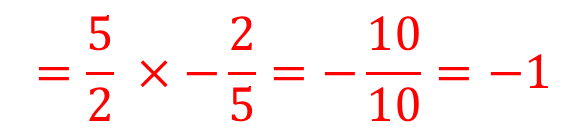 = 5/2 × − 2/5 = − 10/10 = −1